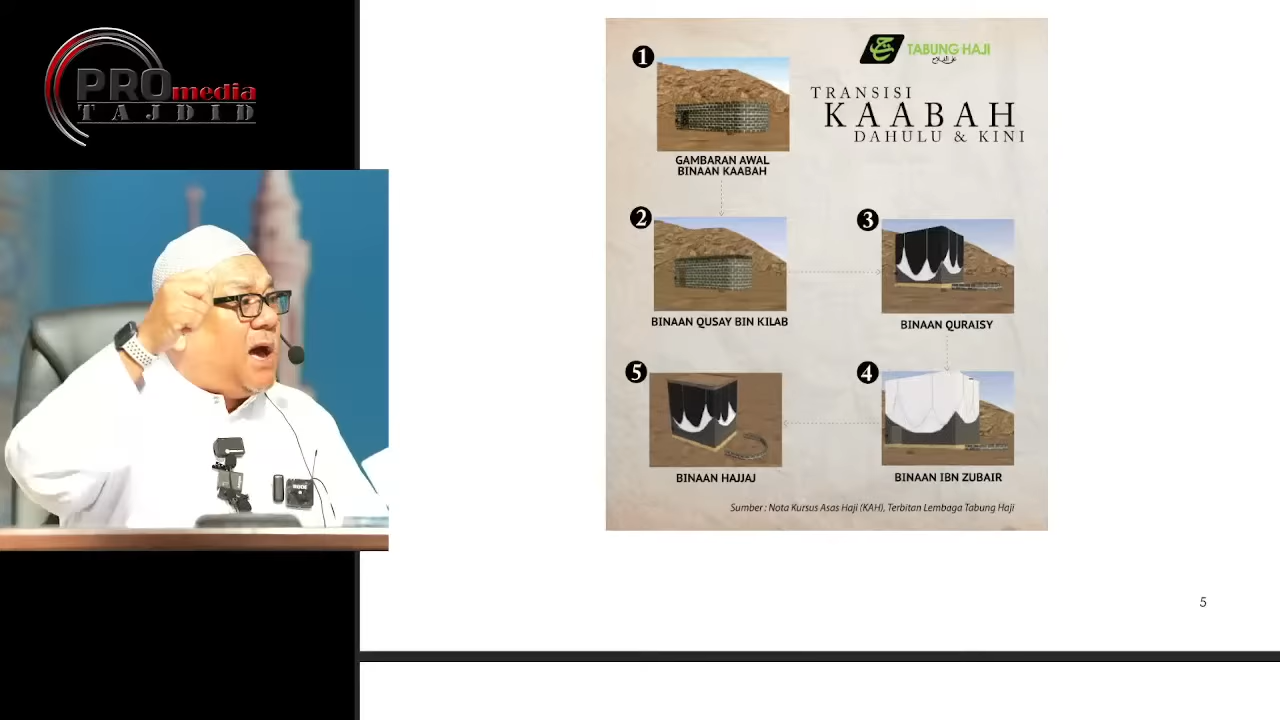 PROmedia
TAJDID
1
TABUNG HAJI
TRANSISI
KAABAH
DAHULU & KINI
GAMBARAN AWAL
BINAAN KAABAH
2
3
BINAAN QUSAY BIN KILAB
BINAAN QURAISY
5
4
BINAAN HAJJAJ
BINAAN IBN ZUBAIR
Sumber : Nota Kursus Asas Haji (KAH), Terbitan Lembaga Tabung Haji
5